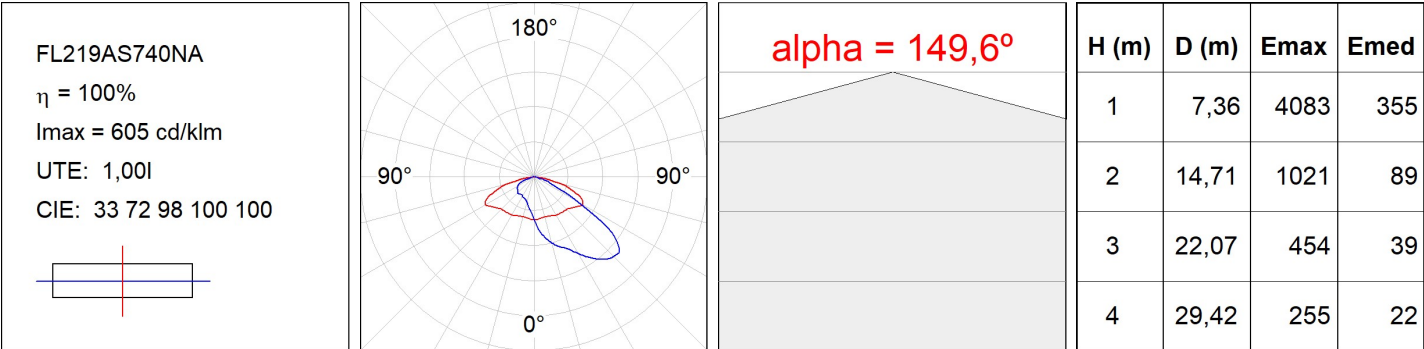 FL219AS740NA
η = 100%
Imax = 605 cd/klm
UTE: 1,00I
CIE: 33 72 98 100 100
180°
90° 90°
0°
alpha = 149,6º
H (m) D (m) Emax Emed
1 7,36 4083 355
2 14,71 1021 89
3 22,07 454 39
4 29,42 255 22